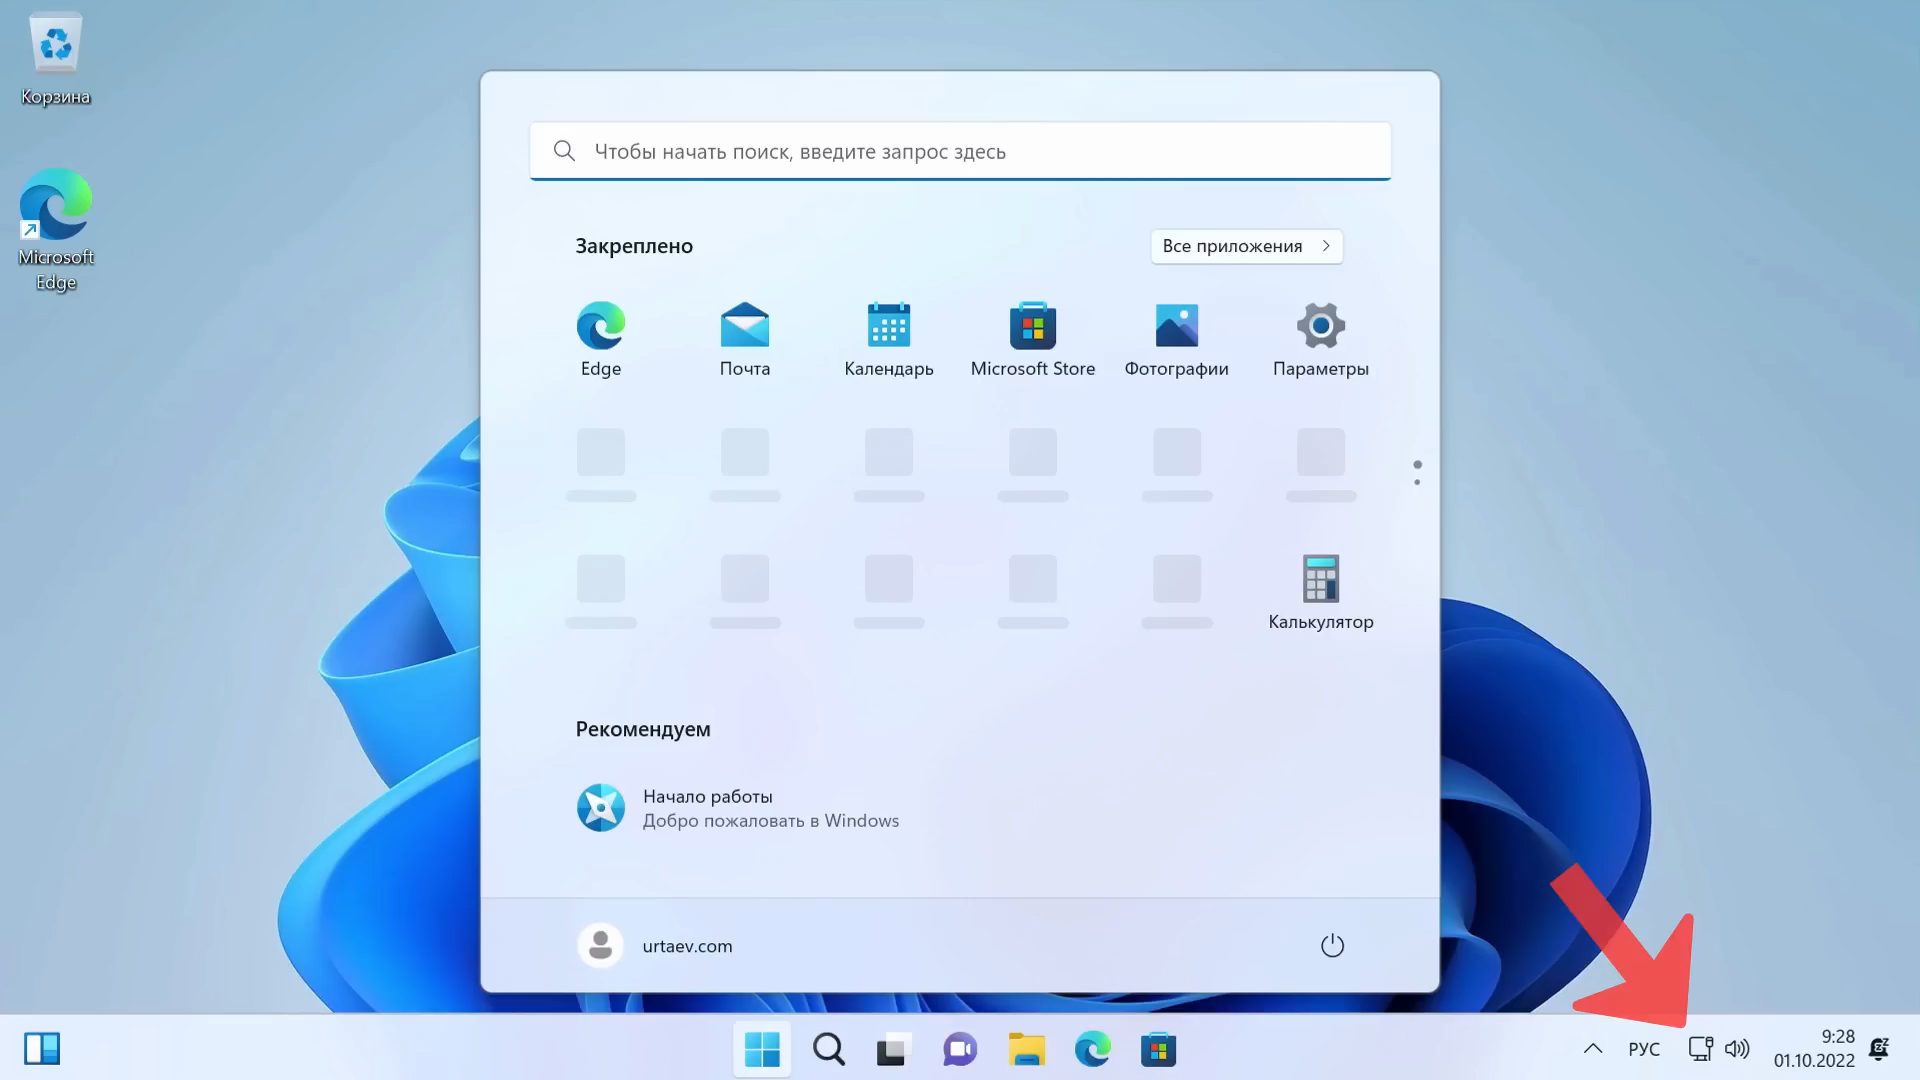 Корзина
Microsoft
Edge
Чтобы начать поиск, введите запрос здесь
Закреплено
Все приложения
Edge
Почта
Календарь
Microsoft Store
Фотографии
Параметры
Калькулятор
Рекомендуем
Начало работы
Добро пожаловать в Windows
urtaev.com
РУС
9:28
01.10.2022